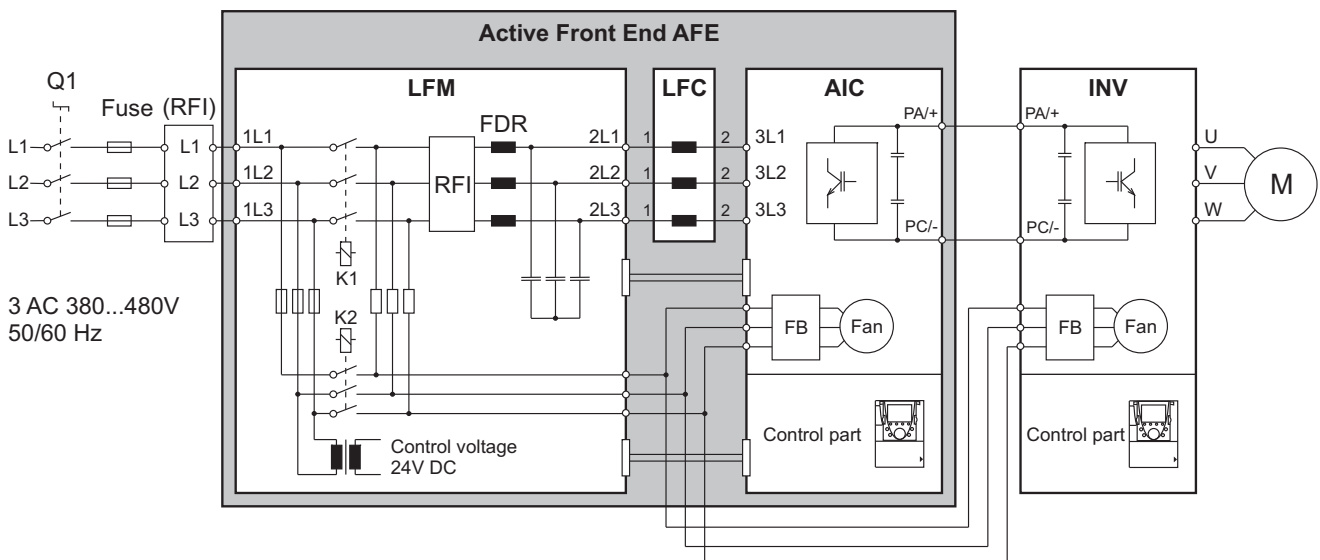 Active Front End AFE
LFM
LFC
AIC
INV
Q1
Fuse (RFI)
L1
L2
L3
L1
L2
L3
1L1
1L2
1L3
K1
K2
RFI
FDR
2L1
2L2
2L3
1
1
1
2
2
2
3L1
3L2
3L3
PA/+
PC/-
PA/+
PC/-
U
V
W
M
3 AC 380...480V
50/60 Hz
FB
Fan
FB
Fan
Control voltage
24V DC
Control part
Control part